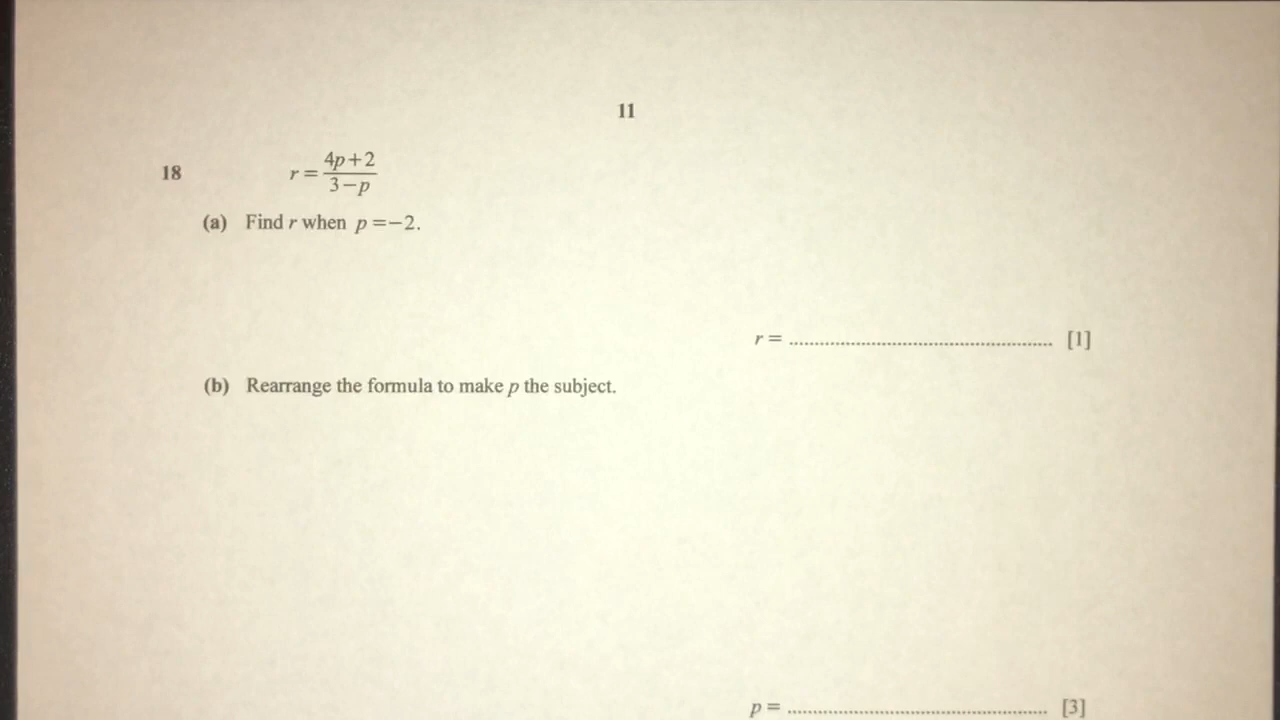 11
18 r = (4p+2)/(3−p)
(a) Find r when p =−2.
r = ................................................ [1]
(b) Rearrange the formula to make p the subject.
p = ................................................ [3]